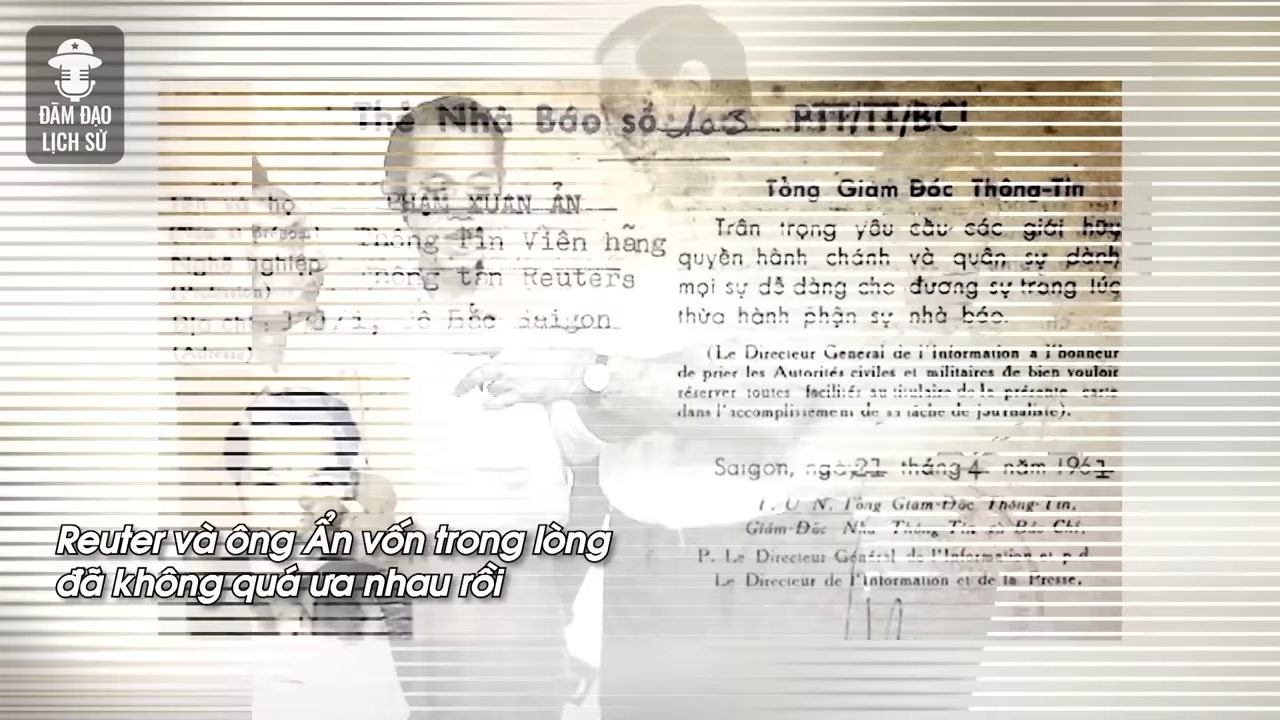 ĐÀM ĐẠO
LỊCH SỬ
Thẻ Nhà Báo số 103 BTT/TT/BC1
Tên và họ PHẠM XUÂN ẨN
Thông Tin Viên hãng
Thông tấn Reuters
Saigon
(Adresse)
Tổng Giám Đốc Thông-Tin
Trân trọng yêu cầu các giới hữu
quyền hành chánh và quân sự dành
mọi sự dễ dàng cho đương sự trong lúc
thừa hành phận sự nhà báo.
(Le Directeur General de l'Information a l'honneur
de prier les Autorités civiles et militaires de bien vouloir
réserver toutes facilités au titulaire de la présente carte
dans l'accomplissement de sa tâche de journaliste).
Saigon, ngày 21 tháng 4 năm 1961
T. U N. Tổng Giám-Đốc Thông-Tin,
Giám-Đốc Nha Thông Tin Báo Chí,
P. Le Directeur Général de l'Information et p.d.
Le Directeur de l'Information et de la Presse,
Reuter và ông Ẩn vốn trong lòng
đã không quá ưa nhau rồi